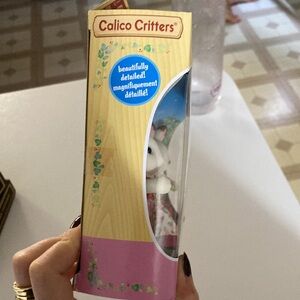 Calico Critters®
beautifully
detailed!
magnifiquement
détaillé!